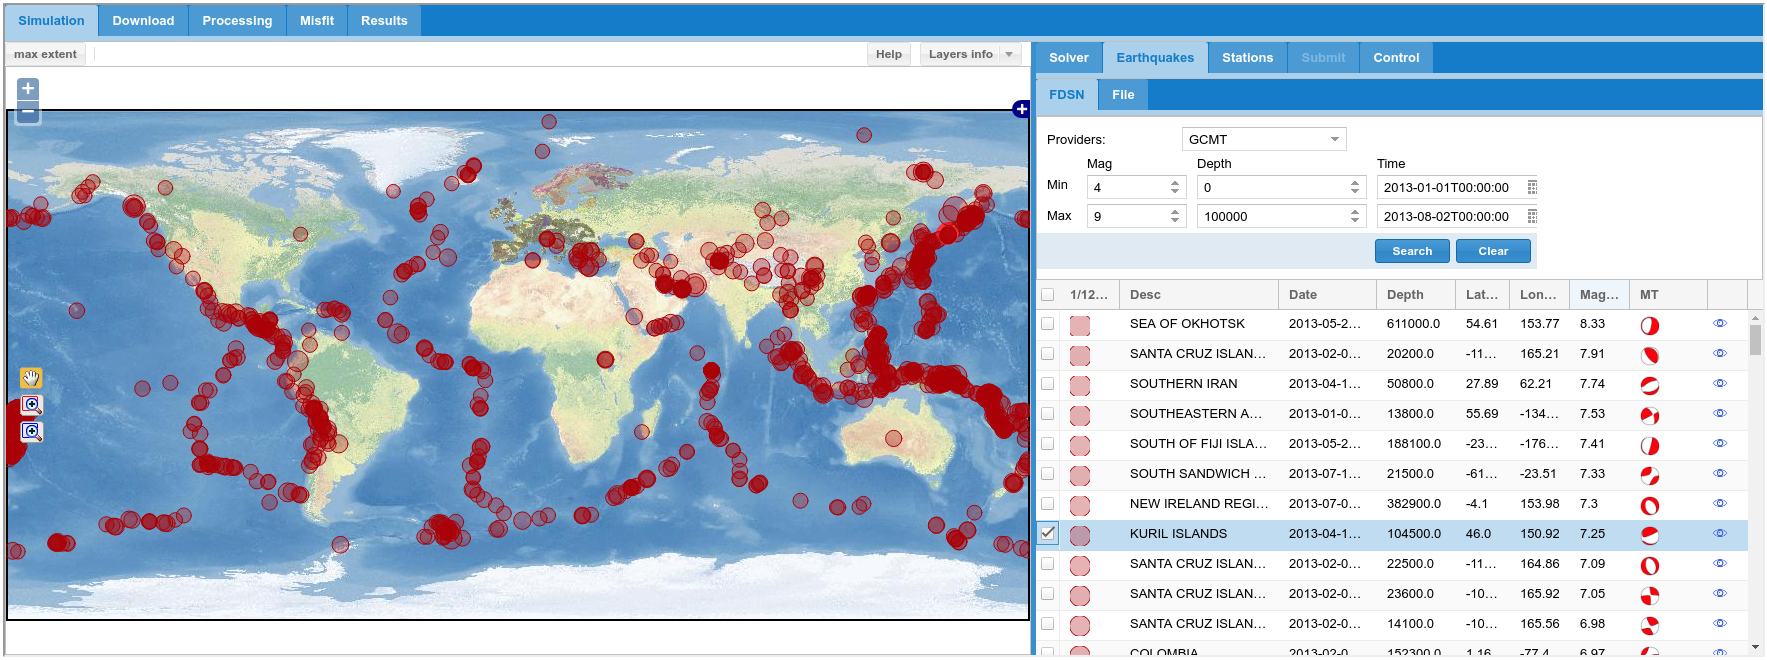 Simulation Download Processing Misfit Results
max extent Help Layers info
Solver Earthquakes Stations Submit Control
FDSN File
Providers: GCMT
Mag Depth Time
Min 4 0 2013-01-01T00:00:00
Max 9 100000 2013-08-02T00:00:00
Search Clear
1/12... Desc Date Depth Lat... Lon... Mag... MT
SEA OF OKHOTSK 2013-05-2... 611000.0 54.61 153.77 8.33
SANTA CRUZ ISLAN... 2013-02-0... 20200.0 -11... 165.21 7.91
SOUTHERN IRAN 2013-04-1... 50800.0 27.89 62.21 7.74
SOUTHEASTERN A... 2013-01-0... 13800.0 55.69 -134... 7.53
SOUTH OF FIJI ISLA... 2013-05-2... 188100.0 -23... -176... 7.41
SOUTH SANDWICH ... 2013-07-1... 21500.0 -61... -23.51 7.33
NEW IRELAND REGI... 2013-07-0... 382900.0 -4.1 153.98 7.3
KURIL ISLANDS 2013-04-1... 104500.0 46.0 150.92 7.25
SANTA CRUZ ISLAN... 2013-02-0... 22500.0 -11... 164.86 7.09
SANTA CRUZ ISLAN... 2013-02-0... 23600.0 -10... 165.92 7.05
SANTA CRUZ ISLAN... 2013-02-0... 14100.0 -10... 165.56 6.98
COLOMBIA 2013-02-0... 152300.0 1.16 -77.4 6.97